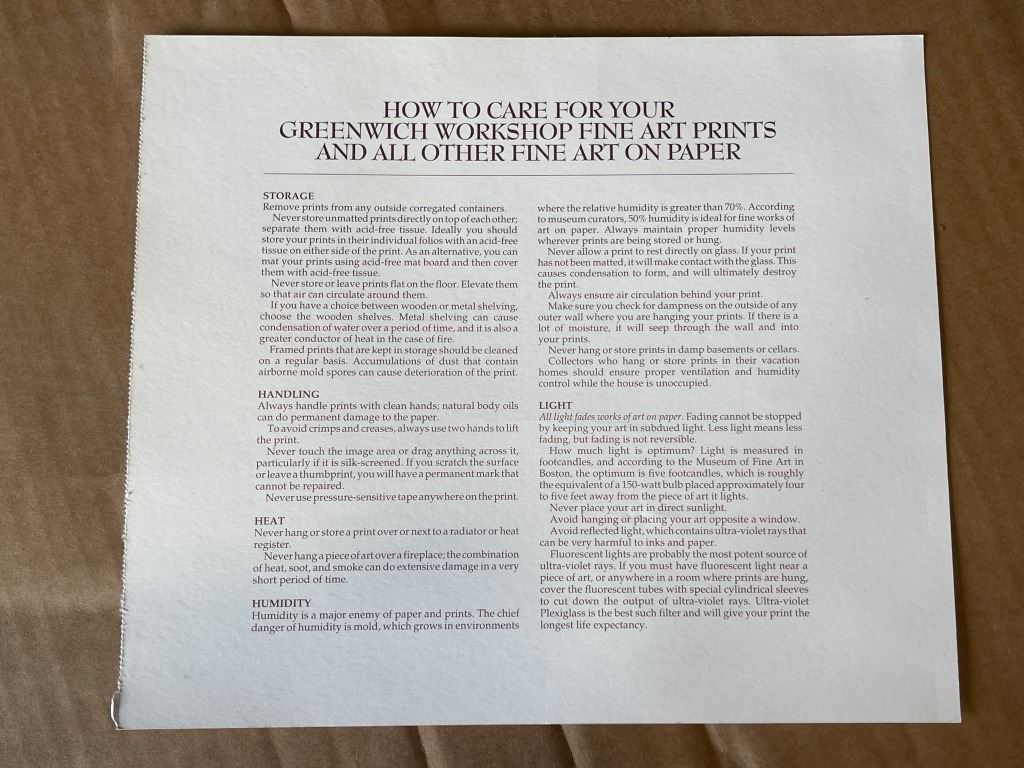 HOW TO CARE FOR YOUR
GREENWICH WORKSHOP FINE ART PRINTS
AND ALL OTHER FINE ART ON PAPER
STORAGE
Remove prints from any outside corregated containers.
Never store unmatted prints directly on top of each other;
separate them with acid-free tissue. Ideally you should
store your prints in their individual folios with an acid-free
tissue on either side of the print. As an alternative, you can
mat your prints using acid-free mat board and then cover
them with acid-free tissue.
Never store or leave prints flat on the floor. Elevate them
so that air can circulate around them.
If you have a choice between wooden or metal shelving,
choose the wooden shelves. Metal shelving can cause
condensation of water over a period of time, and it is also a
greater conductor of heat in the case of fire.
Framed prints that are kept in storage should be cleaned
on a regular basis. Accumulations of dust that contain
airborne mold spores can cause deterioration of the print.
HANDLING
Always handle prints with clean hands; natural body oils
can do permanent damage to the paper.
To avoid crimps and creases, always use two hands to lift
the print.
Never touch the image area or drag anything across it,
particularly if it is silk-screened. If you scratch the surface
or leave a thumbprint, you will have a permanent mark that
cannot be repaired.
Never use pressure-sensitive tape anywhere on the print.
HEAT
Never hang or store a print over or next to a radiator or heat
register.
Never hang a piece of art over a fireplace; the combination
of heat, soot, and smoke can do extensive damage in a very
short period of time.
HUMIDITY
Humidity is a major enemy of paper and prints. The chief
danger of humidity is mold, which grows in environments
where the relative humidity is greater than 70%. According
to museum curators, 50% humidity is ideal for fine works of
art on paper. Always maintain proper humidity levels
wherever prints are being stored or hung.
Never allow a print to rest directly on glass. If your print
has not been matted, it will make contact with the glass. This
causes condensation to form, and will ultimately destroy
the print.
Always ensure air circulation behind your print.
Make sure you check for dampness on the outside of any
outer wall where you are hanging your prints. If there is a
lot of moisture, it will seep through the wall and into
your prints.
Never hang or store prints in damp basements or cellars.
Collectors who hang or store prints in their vacation
homes should ensure proper ventilation and humidity
control while the house is unoccupied.
LIGHT
All light fades works of art on paper. Fading cannot be stopped
by keeping your art in subdued light. Less light means less
fading, but fading is not reversible.
How much light is optimum? Light is measured in
footcandles, and according to the Museum of Fine Art in
Boston, the optimum is five footcandles, which is roughly
the equivalent of a 150-watt bulb placed approximately four
to five feet away from the piece of art it lights.
Never place your art in direct sunlight.
Avoid hanging or placing your art opposite a window.
Avoid reflected light, which contains ultra-violet rays that
can be very harmful to inks and paper.
Fluorescent lights are probably the most potent source of
ultra-violet rays. If you must have fluorescent light near a
piece of art, or anywhere in a room where prints are hung,
cover the fluorescent tubes with special cylindrical sleeves
to cut down the output of ultra-violet rays. Ultra-violet
Plexiglass is the best such filter and will give your print the
longest life expectancy.